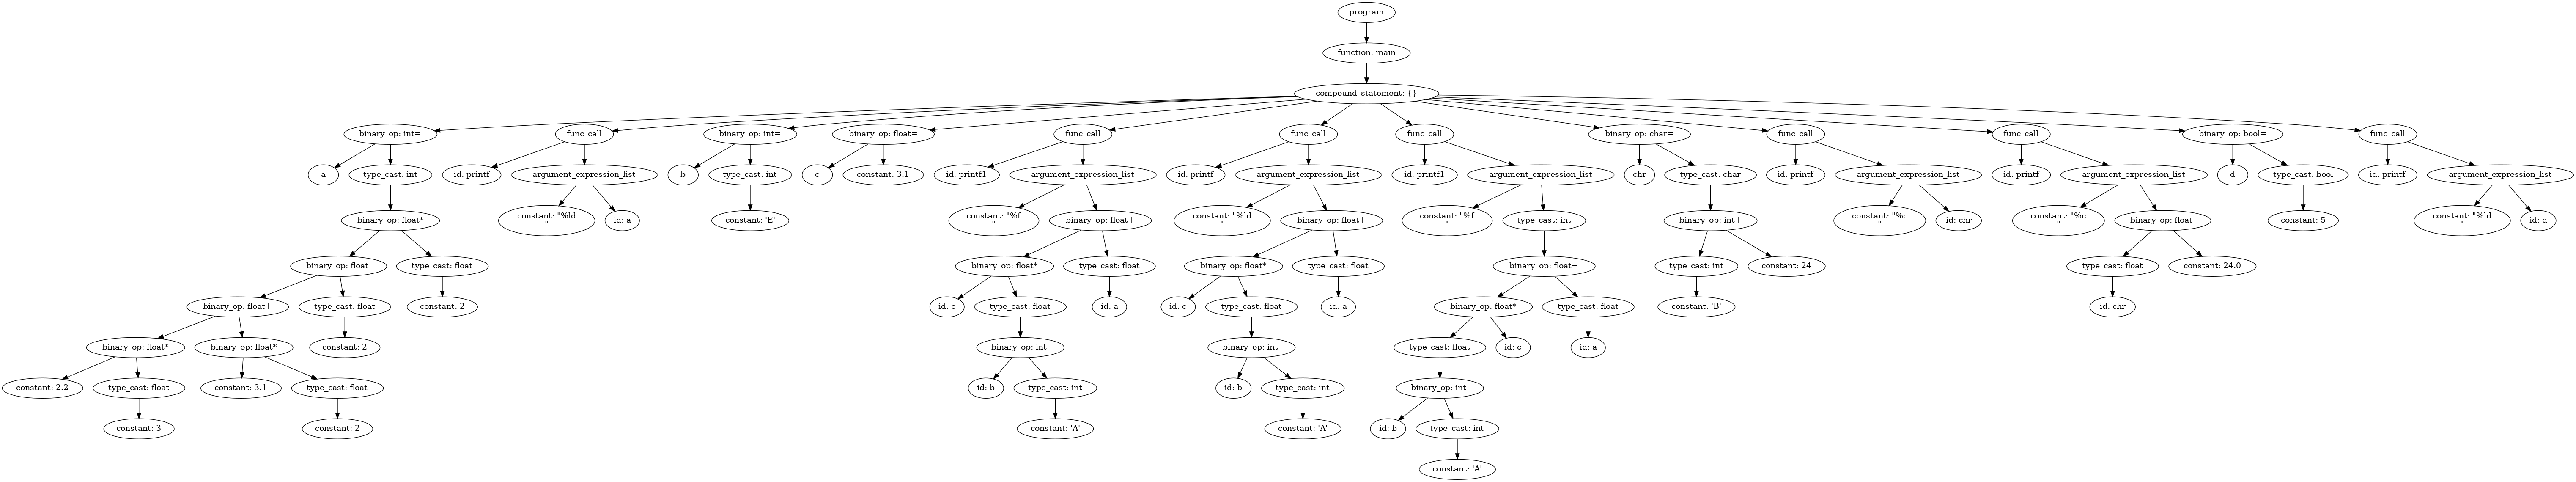 program
function: main
compound_statement: {}
binary_op: int=
func_call
binary_op: int=
binary_op: float=
func_call
func_call
func_call
binary_op: char=
func_call
func_call
binary_op: bool=
func_call
a
type_cast: int
id: printf
argument_expression_list
b
type_cast: int
c
constant: 3.1
id: printf1
argument_expression_list
id: printf
argument_expression_list
id: printf1
argument_expression_list
chr
type_cast: char
id: printf
argument_expression_list
id: printf
argument_expression_list
d
type_cast: bool
id: printf
argument_expression_list
binary_op: float*
constant: "%ld
"
id: a
constant: 'E'
constant: "%f
"
binary_op: float+
constant: "%ld
"
binary_op: float+
constant: "%f
"
type_cast: int
binary_op: int+
constant: "%c
"
id: chr
constant: "%c
"
binary_op: float-
constant: 5
constant: "%ld
"
id: d
binary_op: float-
type_cast: float
binary_op: float*
type_cast: float
binary_op: float*
type_cast: float
binary_op: float+
type_cast: int
constant: 24
type_cast: float
constant: 24.0
binary_op: float+
type_cast: float
constant: 2
id: c
type_cast: float
id: a
id: c
type_cast: float
id: a
binary_op: float*
type_cast: float
constant: 'B'
id: chr
binary_op: float*
binary_op: float*
constant: 2
binary_op: int-
binary_op: int-
type_cast: float
id: c
id: a
constant: 2.2
type_cast: float
constant: 3.1
type_cast: float
id: b
type_cast: int
id: b
type_cast: int
binary_op: int-
constant: 3
constant: 2
constant: 'A'
constant: 'A'
id: b
type_cast: int
constant: 'A'